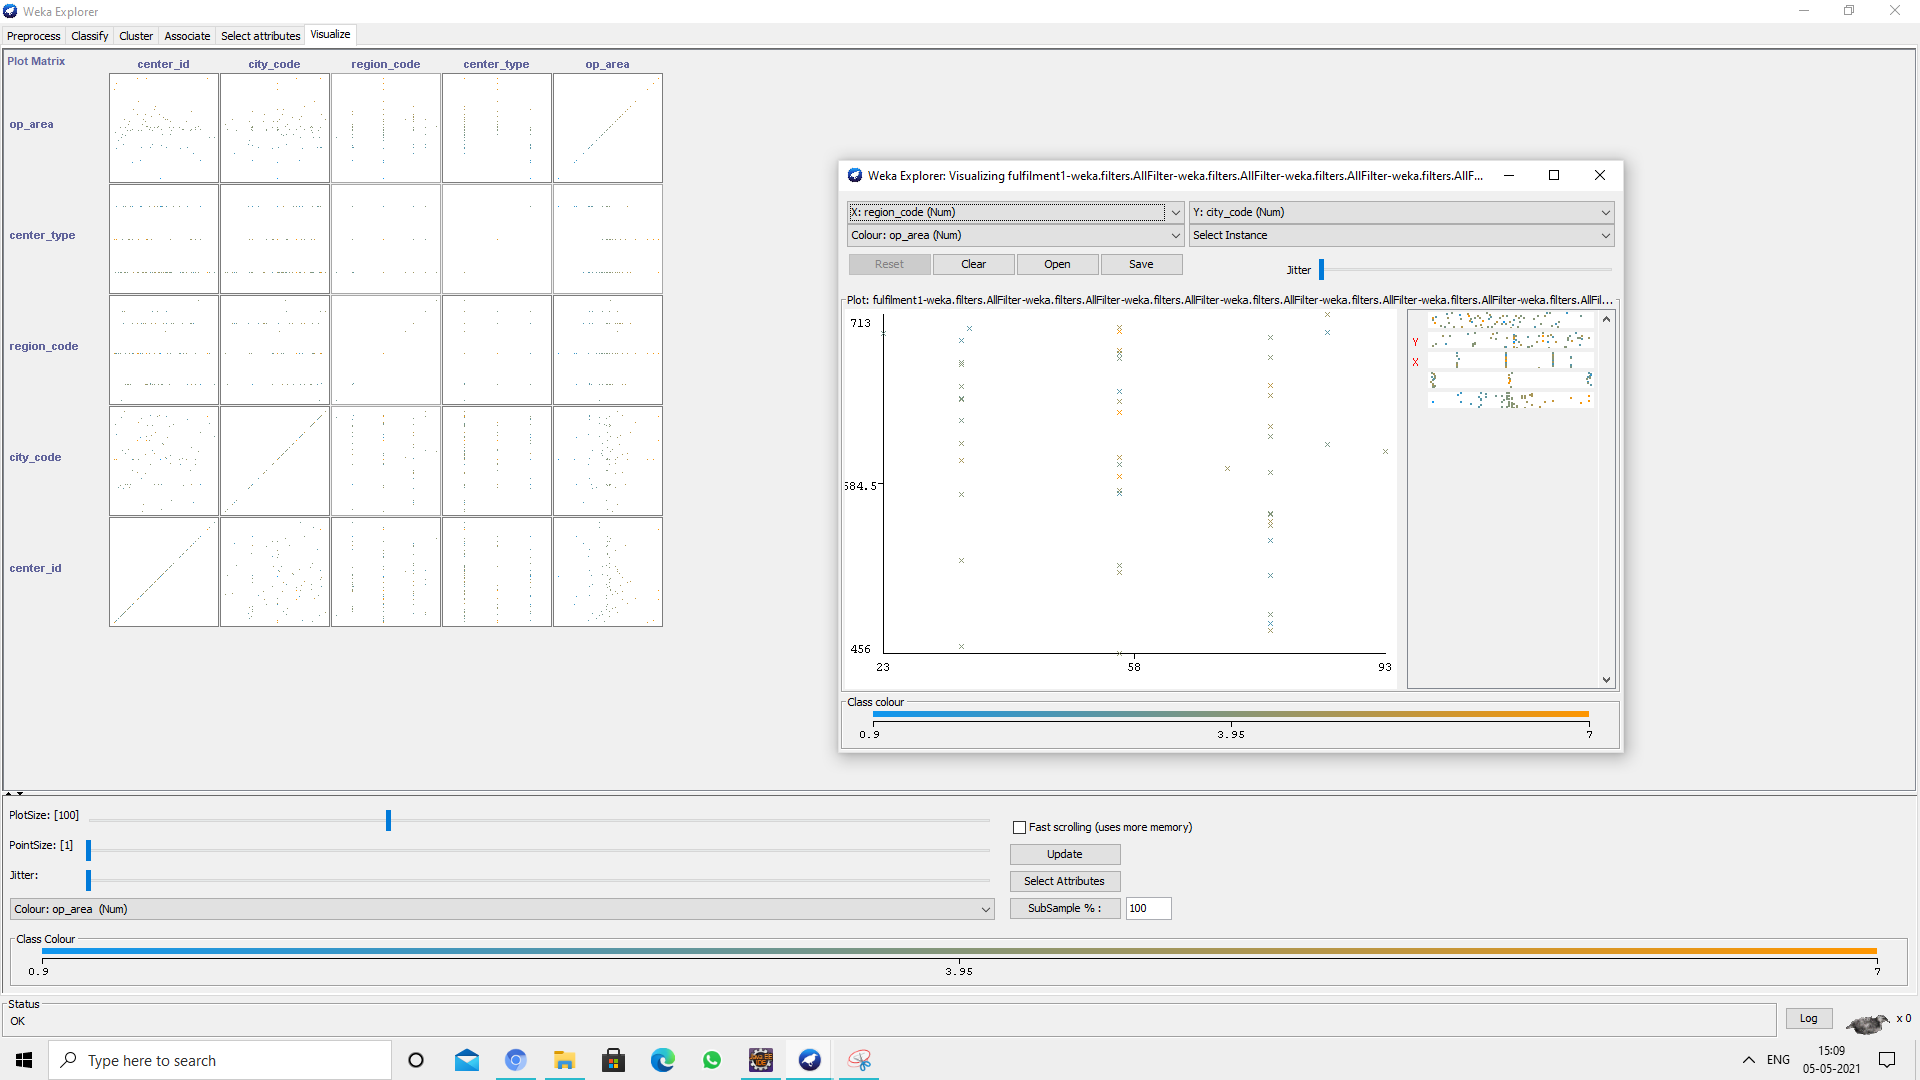 Weka Explorer
Preprocess Classify Cluster Associate Select attributes Visualize
Plot Matrix
center_id city_code region_code center_type op_area
op_area
center_type
region_code
city_code
center_id
Weka Explorer: Visualizing fulfilment1-weka.filters.AllFilter-weka.filters.AllFilter-weka.filters.AllFilter-weka.filters.AllF...
X: region_code (Num) Y: city_code (Num)
Colour: op_area (Num) Select Instance
Reset Clear Open Save Jitter
Plot: fulfilment1-weka.filters.AllFilter-weka.filters.AllFilter-weka.filters.AllFilter-weka.filters.AllFilter-weka.filters.AllFilter-weka.filters.AllFilter-weka.filters.AllFil...
713
Y
X
584.5
456
23 58 93
Class colour
0.9 3.95 7
PlotSize: [100]
PointSize: [1]
Jitter:
Fast scrolling (uses more memory)
Update
Select Attributes
Colour: op_area (Num) SubSample % : 100
Class Colour
0.9 3.95 7
Status
OK
Log x 0
Type here to search
ENG
15:09
05-05-2021